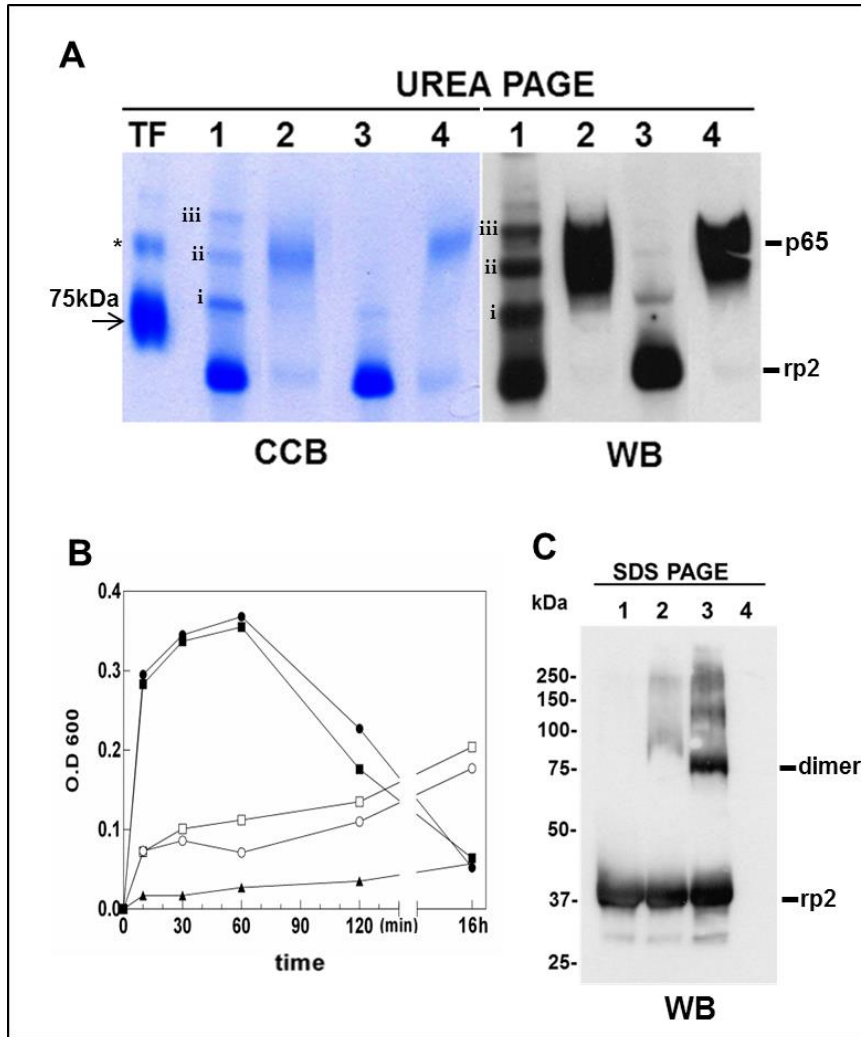 A
UREA PAGE
TF 1 2 3 4 1 2 3 4
iii
ii
i
*
75kDa
iii
ii
i
p65
rp2
CCB WB
B
O.D 600
0.4
0.3
0.2
0.1
0.0
0 30 60 90 120 (min) 16h
time
C
SDS PAGE
kDa 1 2 3 4
250-
150-
100-
75-
50-
37-
25-
dimer
rp2
WB